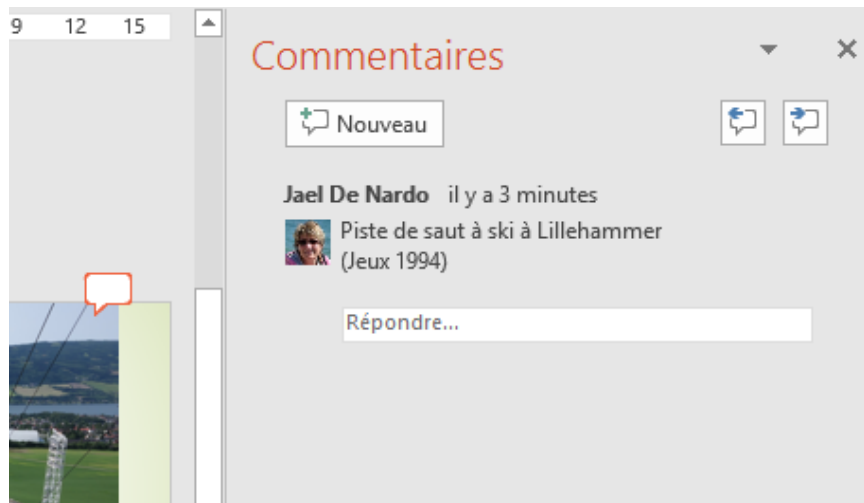 9 12 15
Commentaires
Nouveau
Jael De Nardo il y a 3 minutes
Piste de saut à ski à Lillehammer
(Jeux 1994)
Répondre...